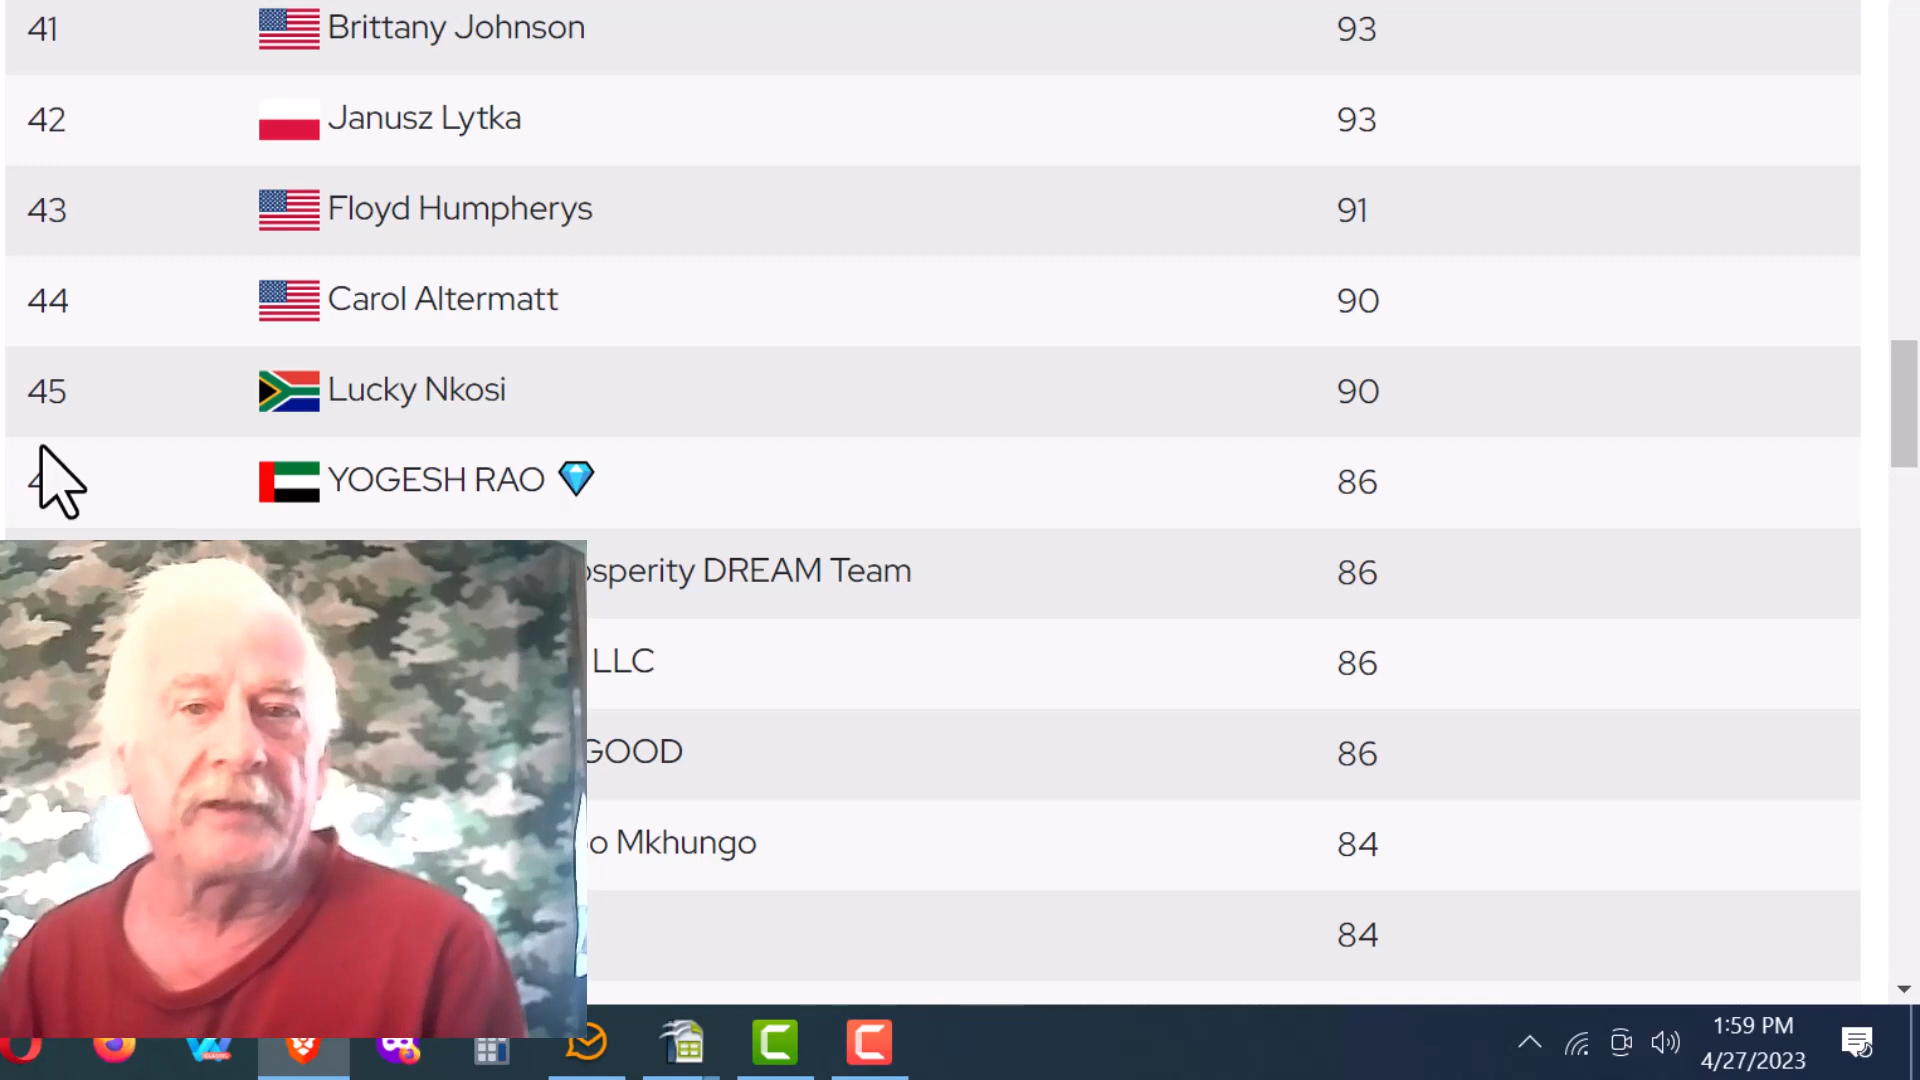 41 Brittany Johnson 93
42 Janusz Lytka 93
43 Floyd Humpherys 91
44 Carol Altermatt 90
45 Lucky Nkosi 90
YOGESH RAO 86
DREAM Team 86
LLC 86
GOOD 86
Mkhungo 84
84
1:59 PM
4/27/2023